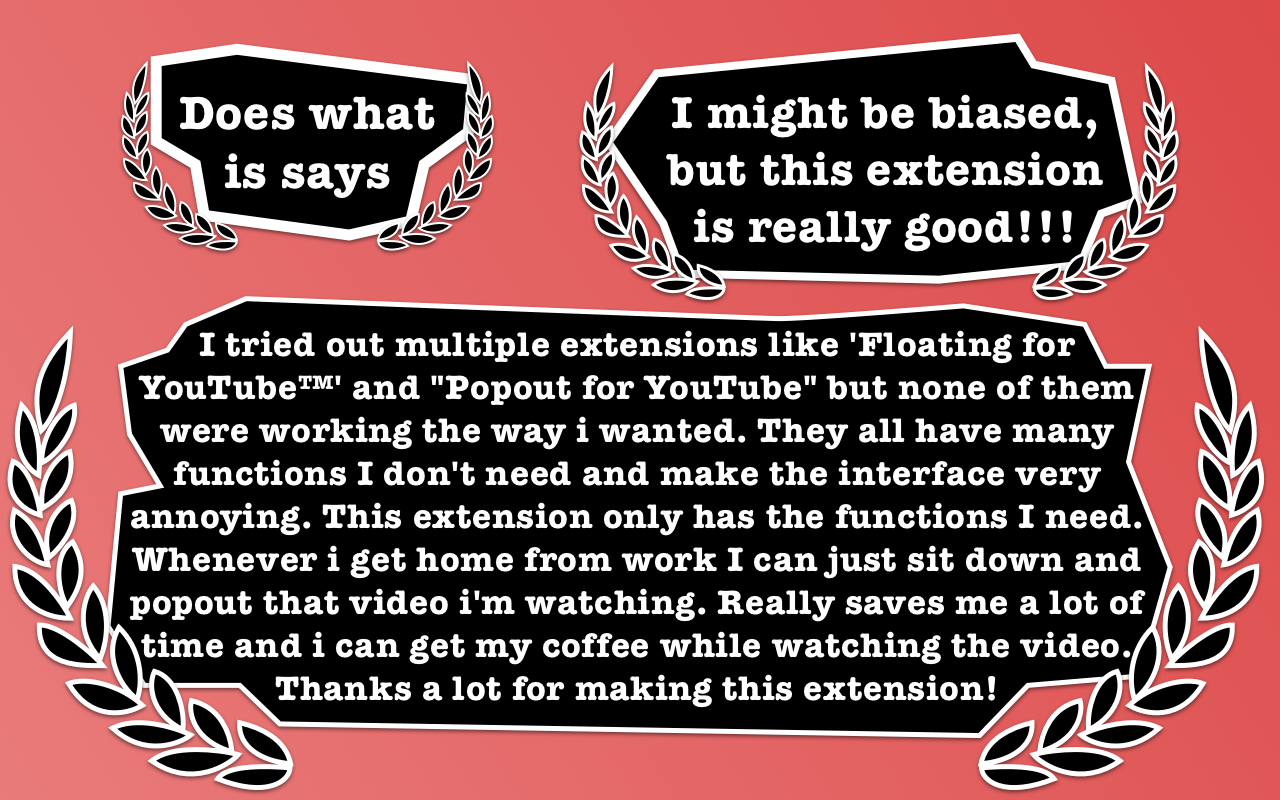 Does what
is says
I might be biased,
but this extension
is really good!!!
I tried out multiple extensions like 'Floating for
YouTube™' and "Popout for YouTube" but none of them
were working the way i wanted. They all have many
functions I don't need and make the interface very
annoying. This extension only has the functions I need.
Whenever i get home from work I can just sit down and
popout that video i'm watching. Really saves me a lot of
time and i can get my coffee while watching the video.
Thanks a lot for making this extension!